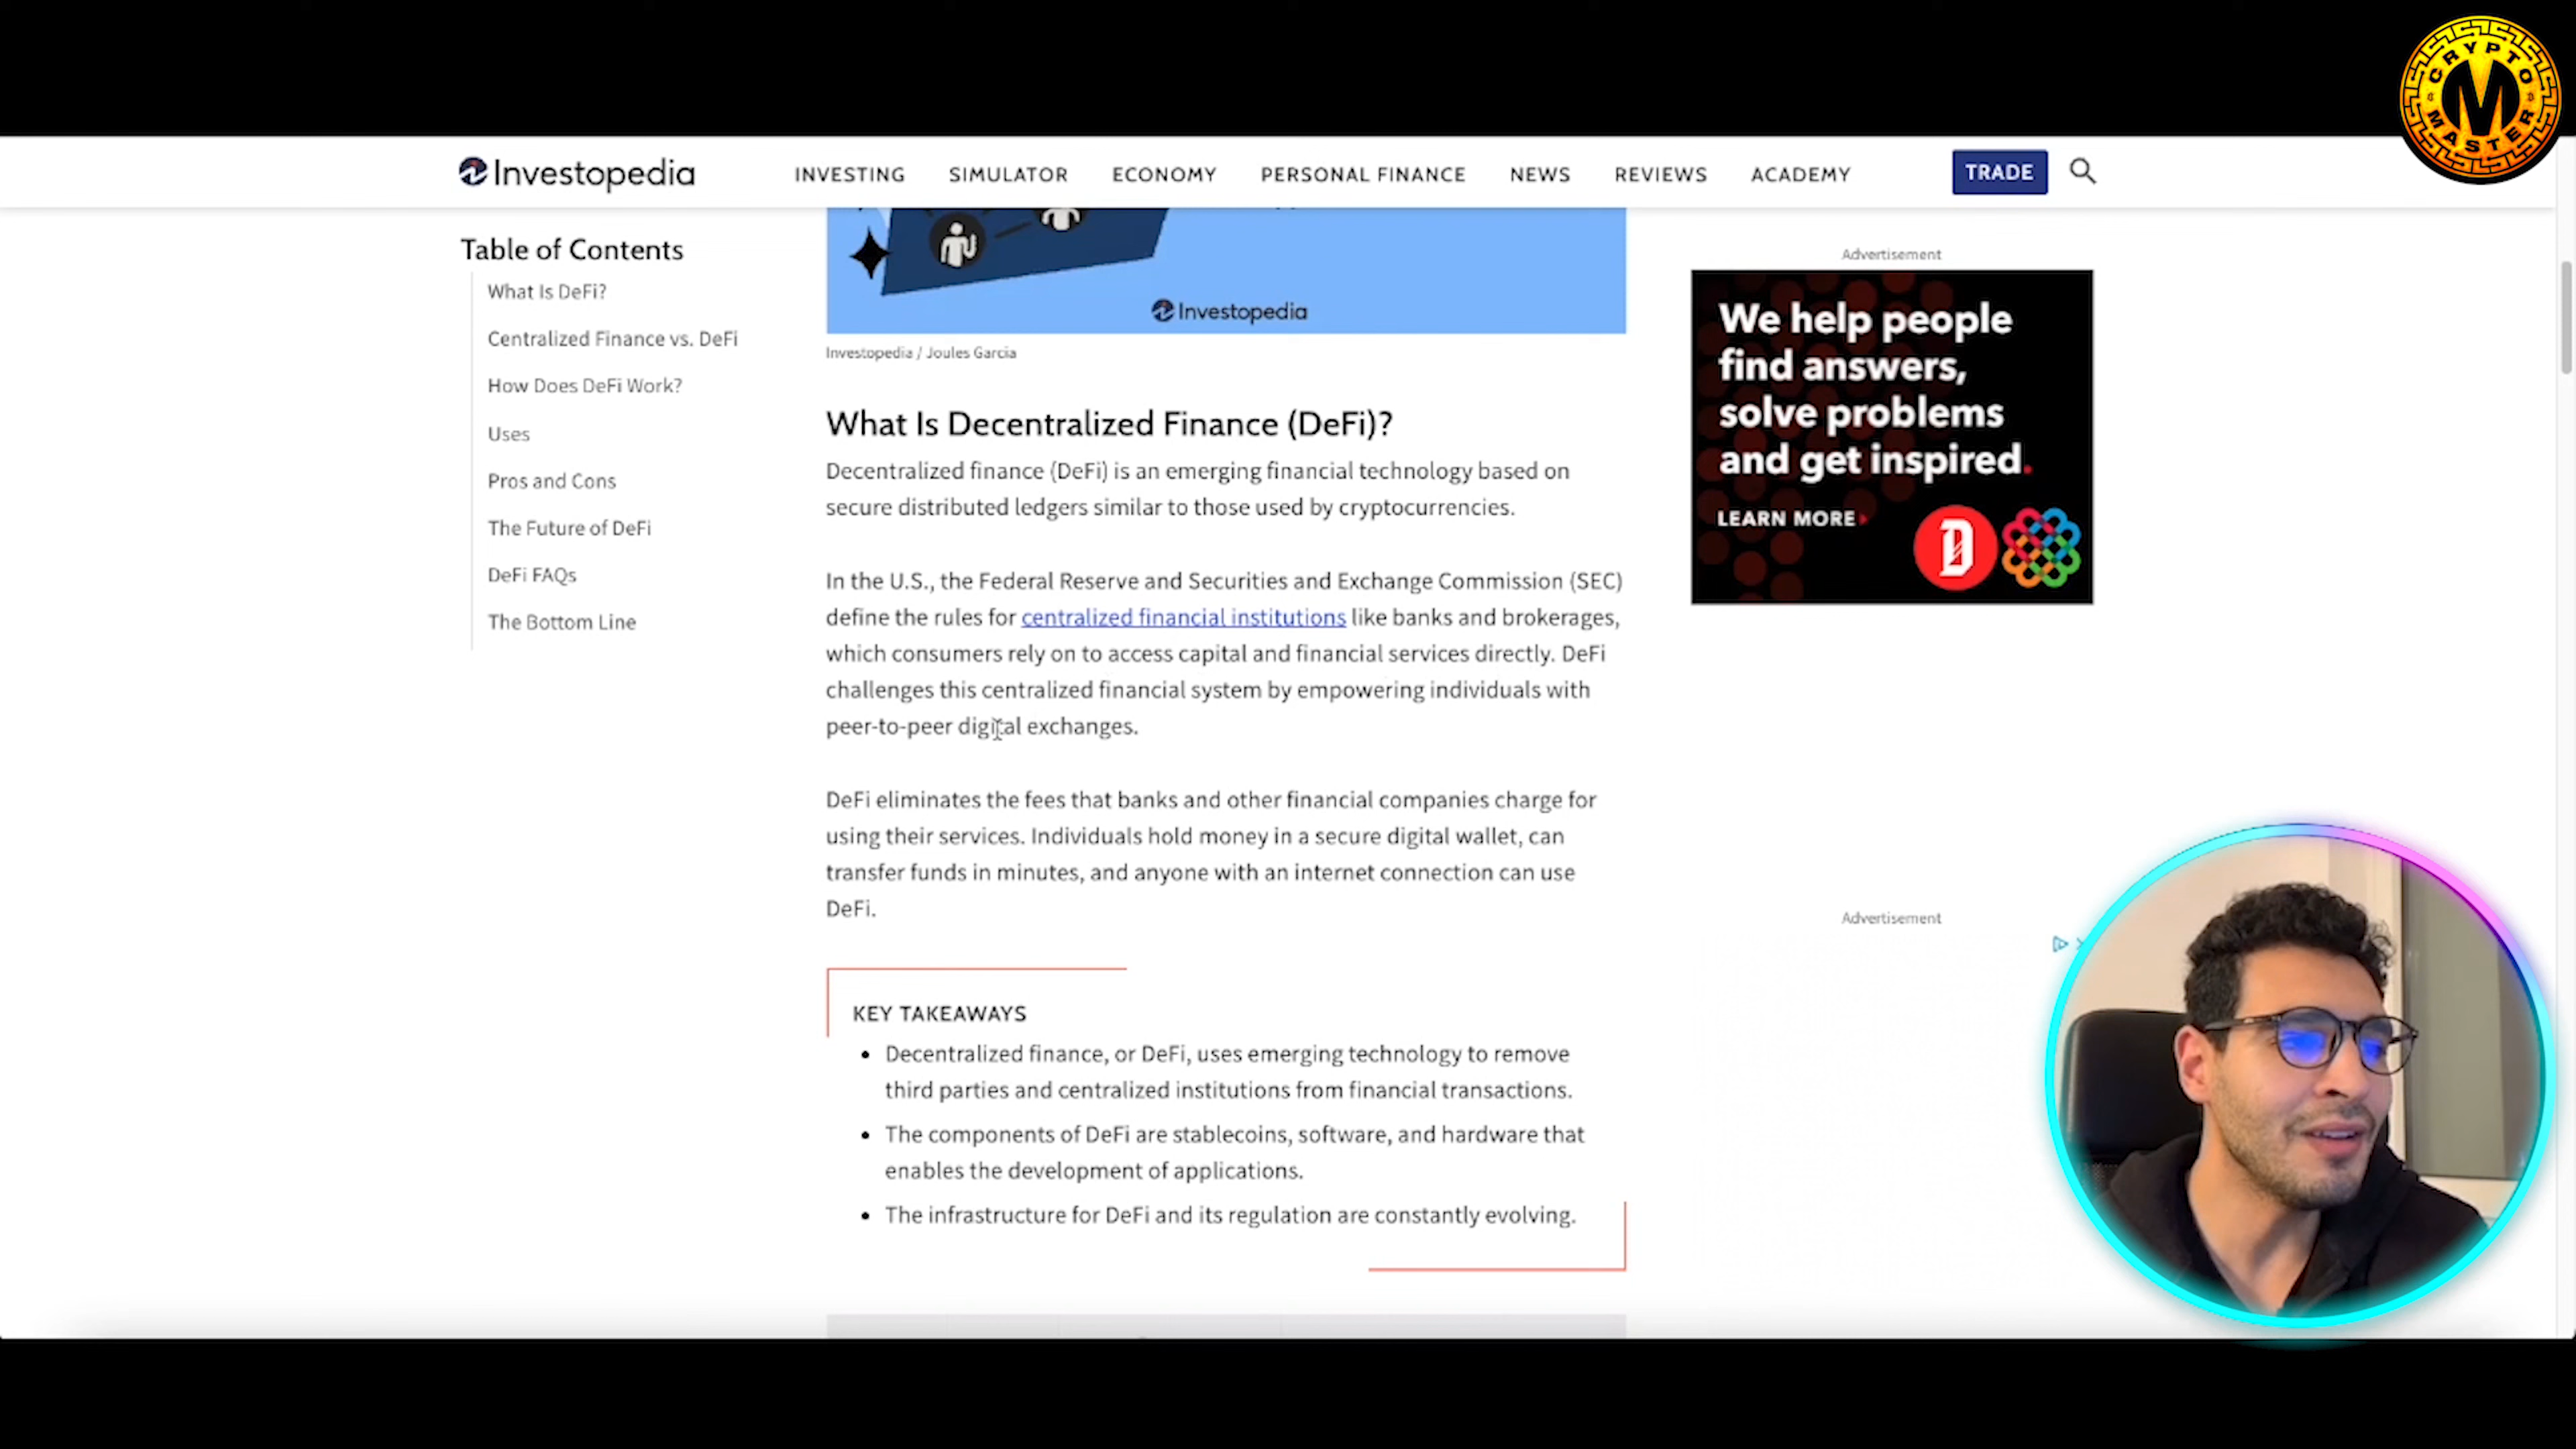 CRYPTO
MASTER
M
Investopedia
INVESTING
SIMULATOR
ECONOMY
PERSONAL FINANCE
NEWS
REVIEWS
ACADEMY
TRADE
Table of Contents
What Is DeFi?
Centralized Finance vs. DeFi
How Does DeFi Work?
Uses
Pros and Cons
The Future of DeFi
DeFi FAQs
The Bottom Line
Investopedia
Investopedia / Joules Garcia
What Is Decentralized Finance (DeFi)?
Decentralized finance (DeFi) is an emerging financial technology based on
secure distributed ledgers similar to those used by cryptocurrencies.
In the U.S., the Federal Reserve and Securities and Exchange Commission (SEC)
define the rules for centralized financial institutions like banks and brokerages,
which consumers rely on to access capital and financial services directly. DeFi
challenges this centralized financial system by empowering individuals with
peer-to-peer digital exchanges.
DeFi eliminates the fees that banks and other financial companies charge for
using their services. Individuals hold money in a secure digital wallet, can
transfer funds in minutes, and anyone with an internet connection can use
DeFi.
KEY TAKEAWAYS
• Decentralized finance, or DeFi, uses emerging technology to remove
third parties and centralized institutions from financial transactions.
• The components of DeFi are stablecoins, software, and hardware that
enables the development of applications.
• The infrastructure for DeFi and its regulation are constantly evolving.
Advertisement
We help people
find answers,
solve problems
and get inspired.
LEARN MORE
D
Advertisement